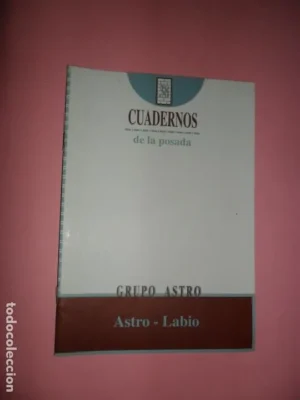 CUADERNOS
de la posada
GRUPO ASTRO
Astro - Labio
todocoleccion